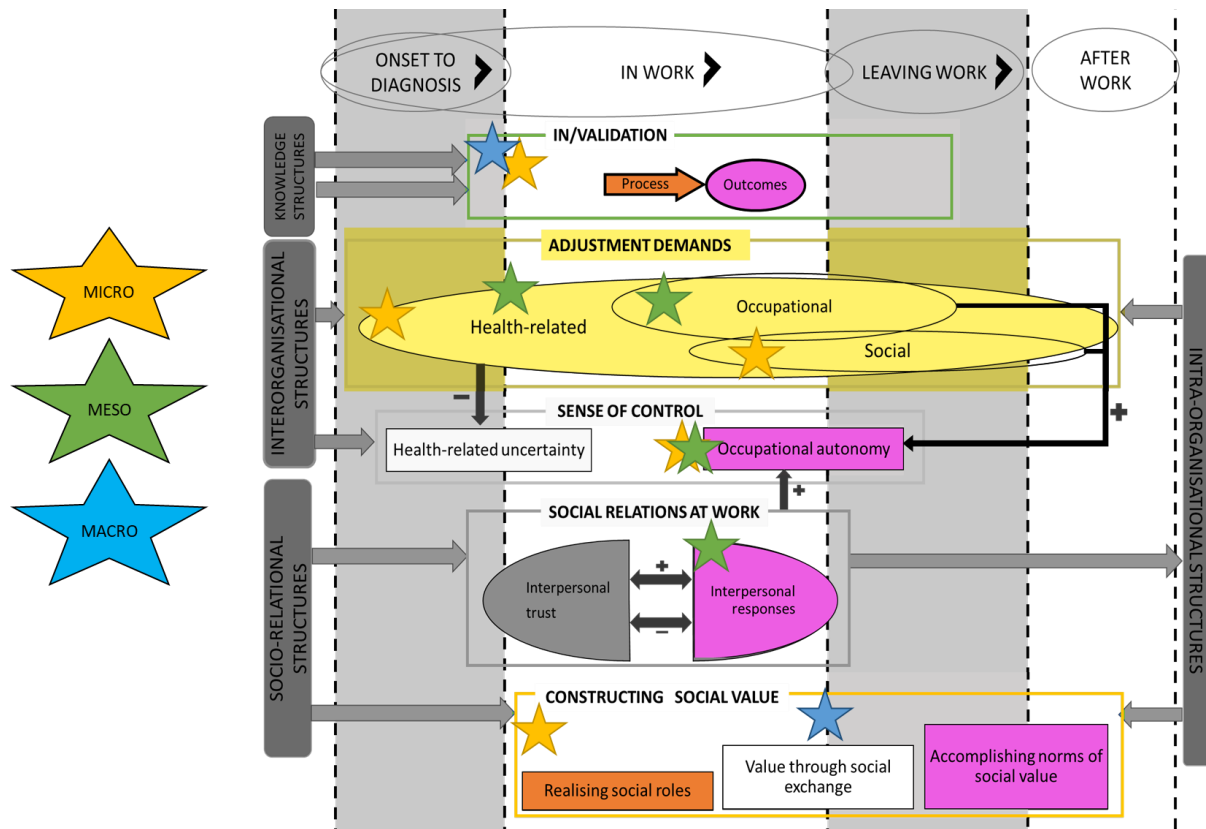 ONSET TO
DIAGNOSIS
IN WORK
LEAVING WORK
AFTER
WORK
KNOWLEDGE
STRUCTURES
IN/VALIDATION
Process
Outcomes
MICRO
MESO
MACRO
INTERORGANISATIONAL
STRUCTURES
ADJUSTMENT DEMANDS
Occupational
Health-related
Social
–
+
SENSE OF CONTROL
Health-related uncertainty
Occupational autonomy
+
SOCIO-RELATIONAL
STRUCTURES
SOCIAL RELATIONS AT WORK
Interpersonal
trust
+
–
Interpersonal
responses
INTRA-ORGANISATIONAL STRUCTURES
CONSTRUCTING SOCIAL VALUE
Realising social roles
Value through social
exchange
Accomplishing norms of
social value